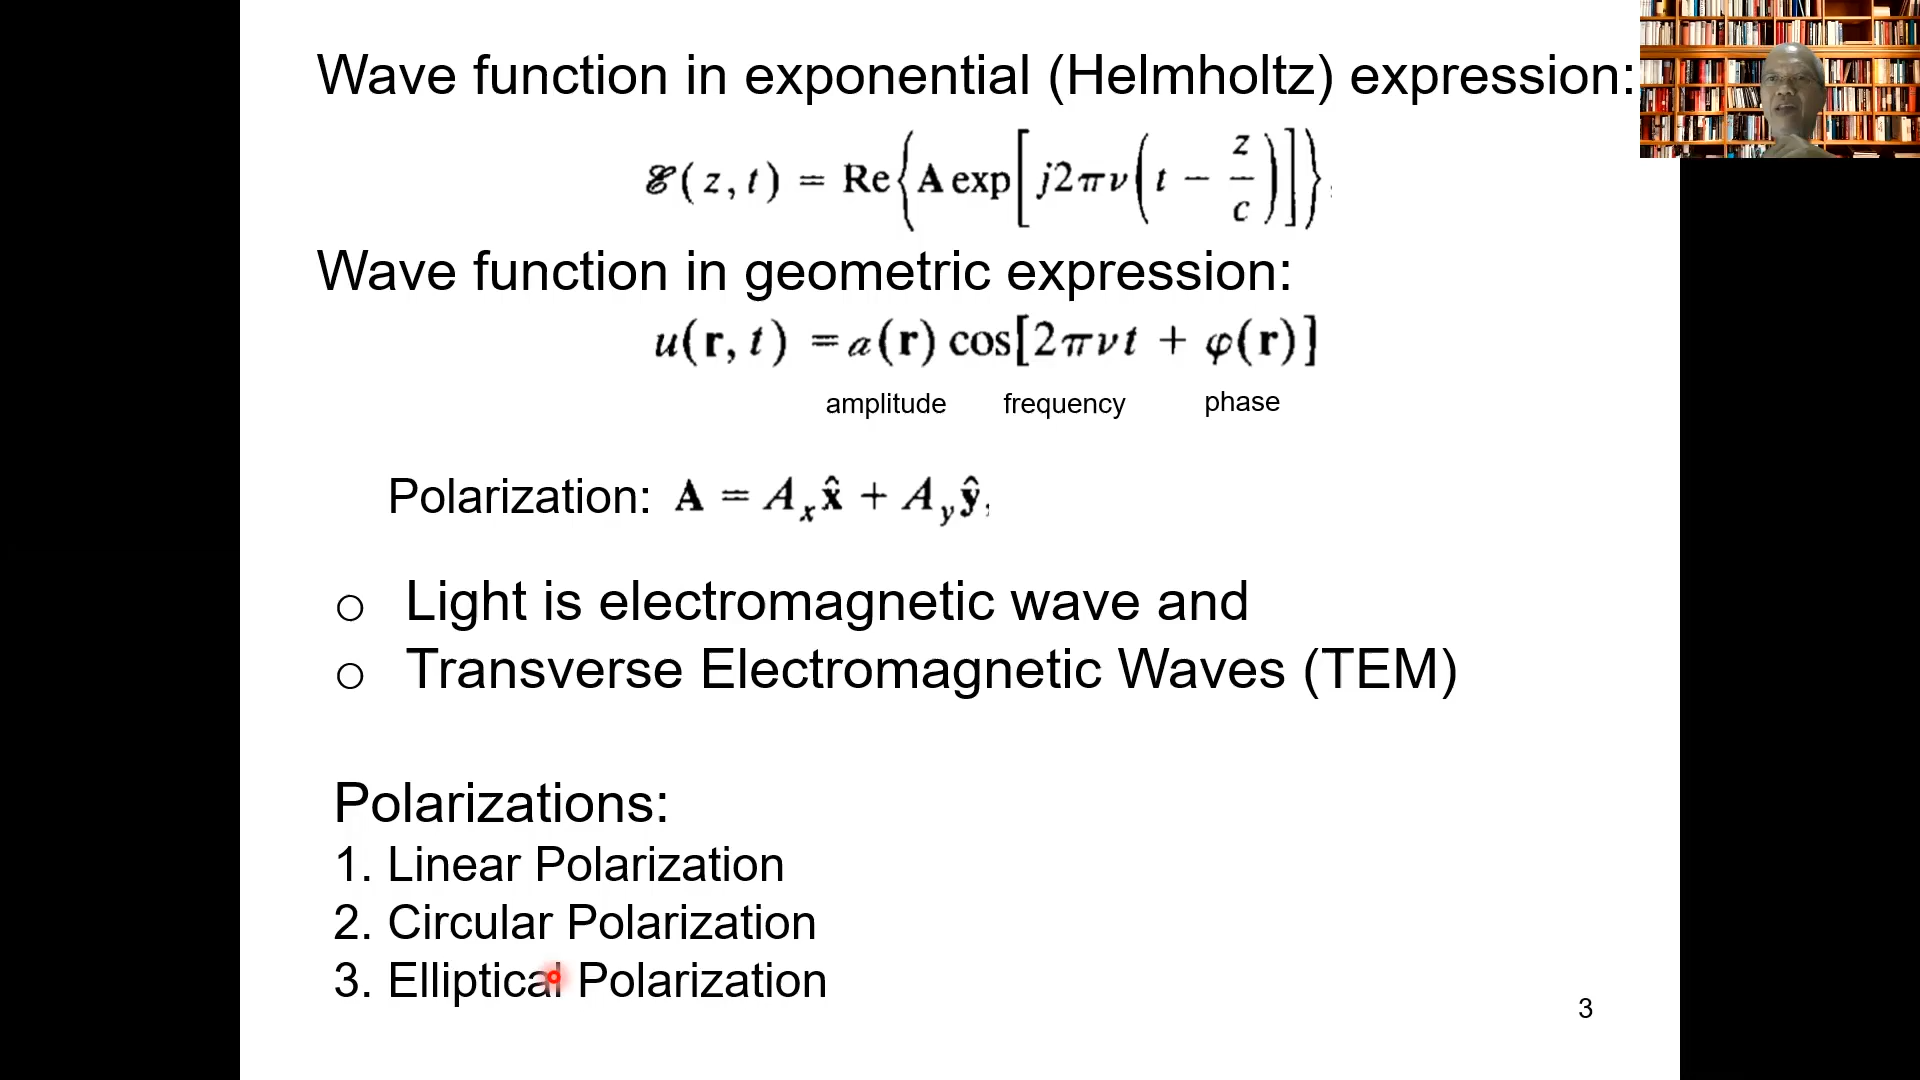 Wave function in exponential (Helmholtz) expression:
ℰ(z, t) = Re{A exp[j2πν(t − z/c)]},
Wave function in geometric expression:
u(r, t) = a(r) cos[2πνt + φ(r)]
amplitude frequency phase
Polarization: A = Aₓx̂ + A_yŷ,
○ Light is electromagnetic wave and
○ Transverse Electromagnetic Waves (TEM)
Polarizations:
1. Linear Polarization
2. Circular Polarization
3. Elliptical Polarization
3